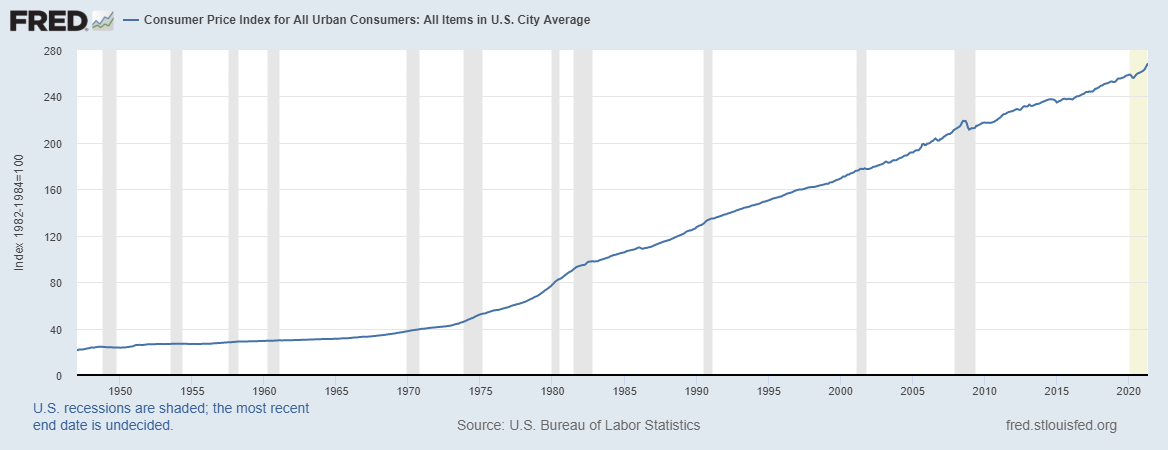 FRED
Consumer Price Index for All Urban Consumers: All Items in U.S. City Average
280
240
200
160
120
80
40
0
Index 1982-1984=100
1950 1955 1960 1965 1970 1975 1980 1985 1990 1995 2000 2005 2010 2015 2020
U.S. recessions are shaded; the most recent
end date is undecided.
Source: U.S. Bureau of Labor Statistics
fred.stlouisfed.org